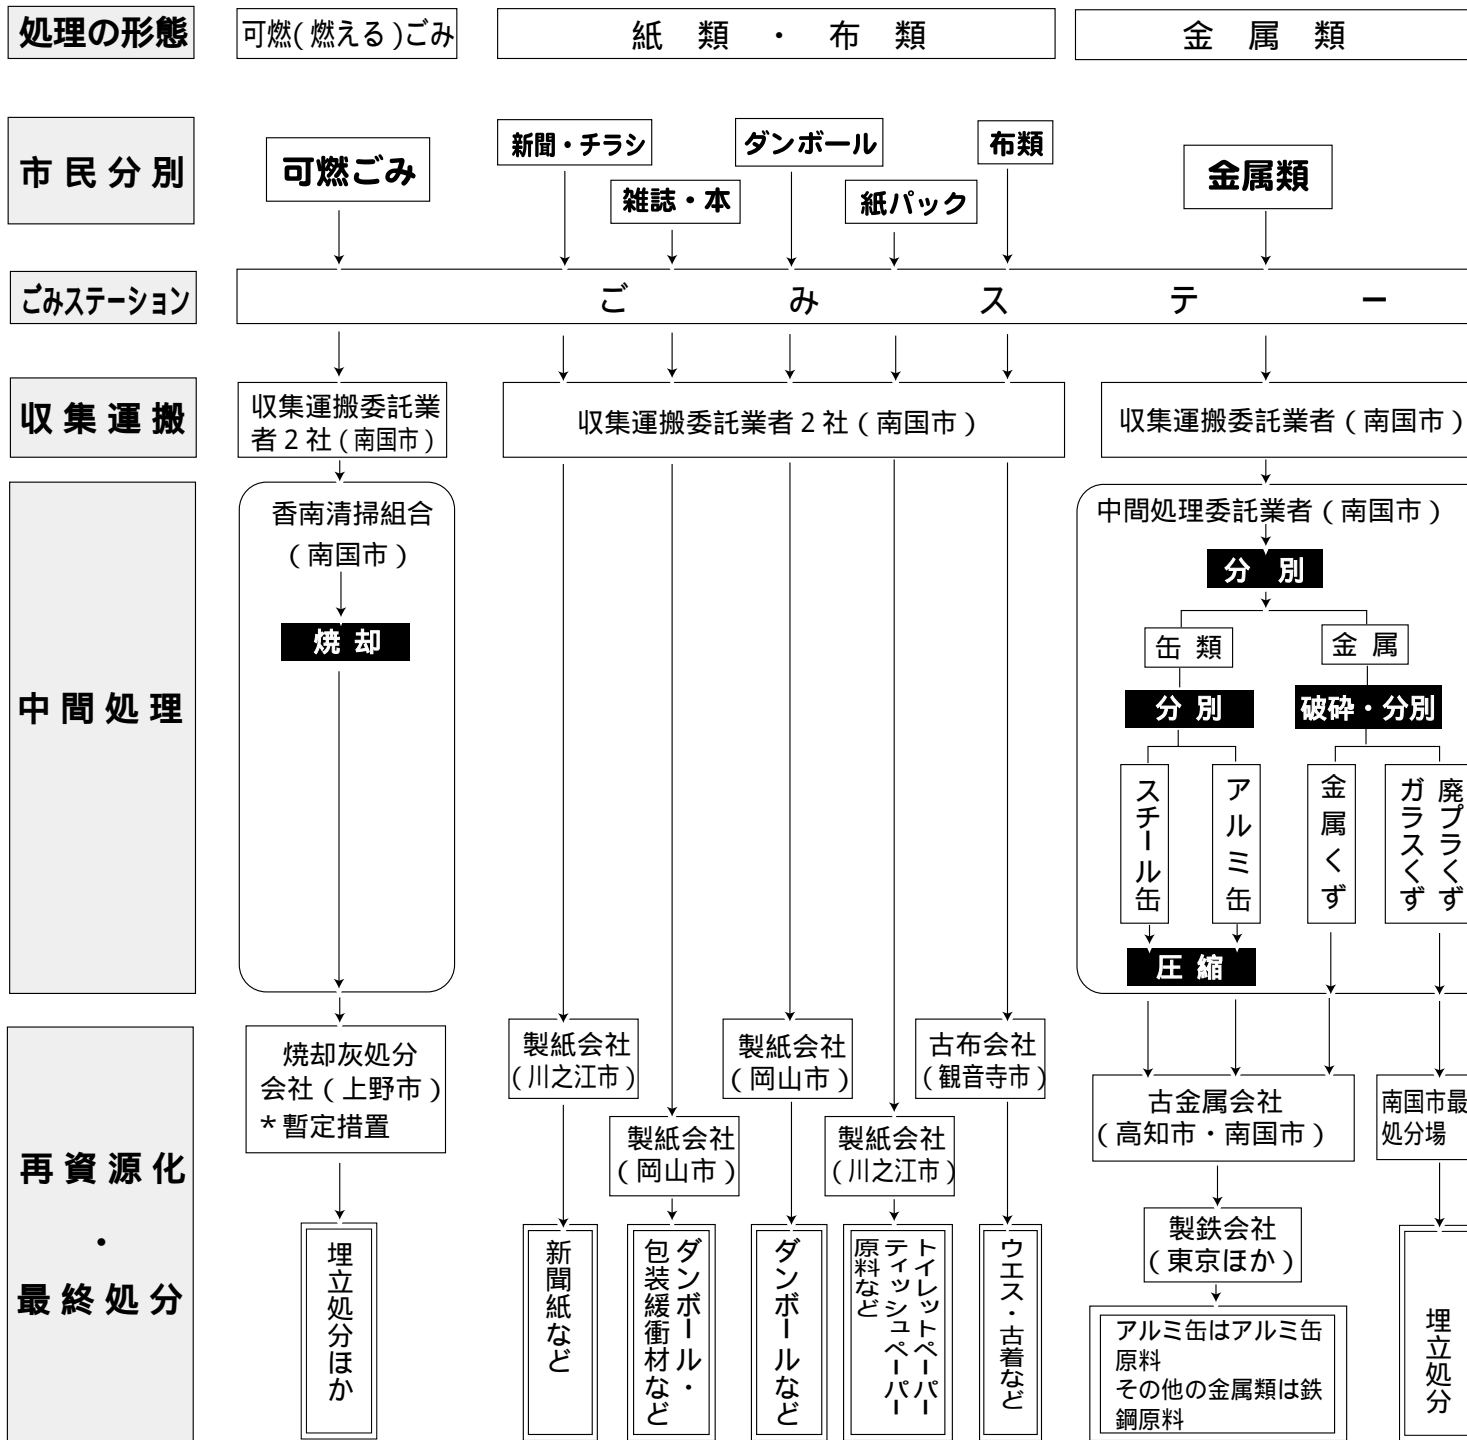 処理の形態
可燃(燃える)ごみ
紙類・布類
金属類
市民分別
可燃ごみ
新聞・チラシ
雑誌・本
ダンボール
紙パック
布類
金属類
ごみステーション
ごみステー
収集運搬
収集運搬委託業
者2社(南国市)
収集運搬委託業者2社(南国市)
収集運搬委託業者(南国市)
中間処理
香南清掃組合
(南国市)
焼却
中間処理委託業者(南国市)
分別
缶類
金属
分別
破砕・分別
スチール缶
アルミ缶
金属くず
廃プラくず
ガラスくず
圧縮
再資源化
・
最終処分
焼却灰処分
会社(上野市)
*暫定措置
埋立処分ほか
製紙会社
(川之江市)
新聞紙など
製紙会社
(岡山市)
ダンボール・
包装緩衝材など
製紙会社
(岡山市)
ダンボールなど
製紙会社
(川之江市)
トイレットペーパー
ティッシュペーパー
原料など
古布会社
(観音寺市)
ウエス・古着など
古金属会社
(高知市・南国市)
製鉄会社
(東京ほか)
アルミ缶はアルミ缶
原料
その他の金属類は鉄
鋼原料
南国市最
処分場
埋立処分